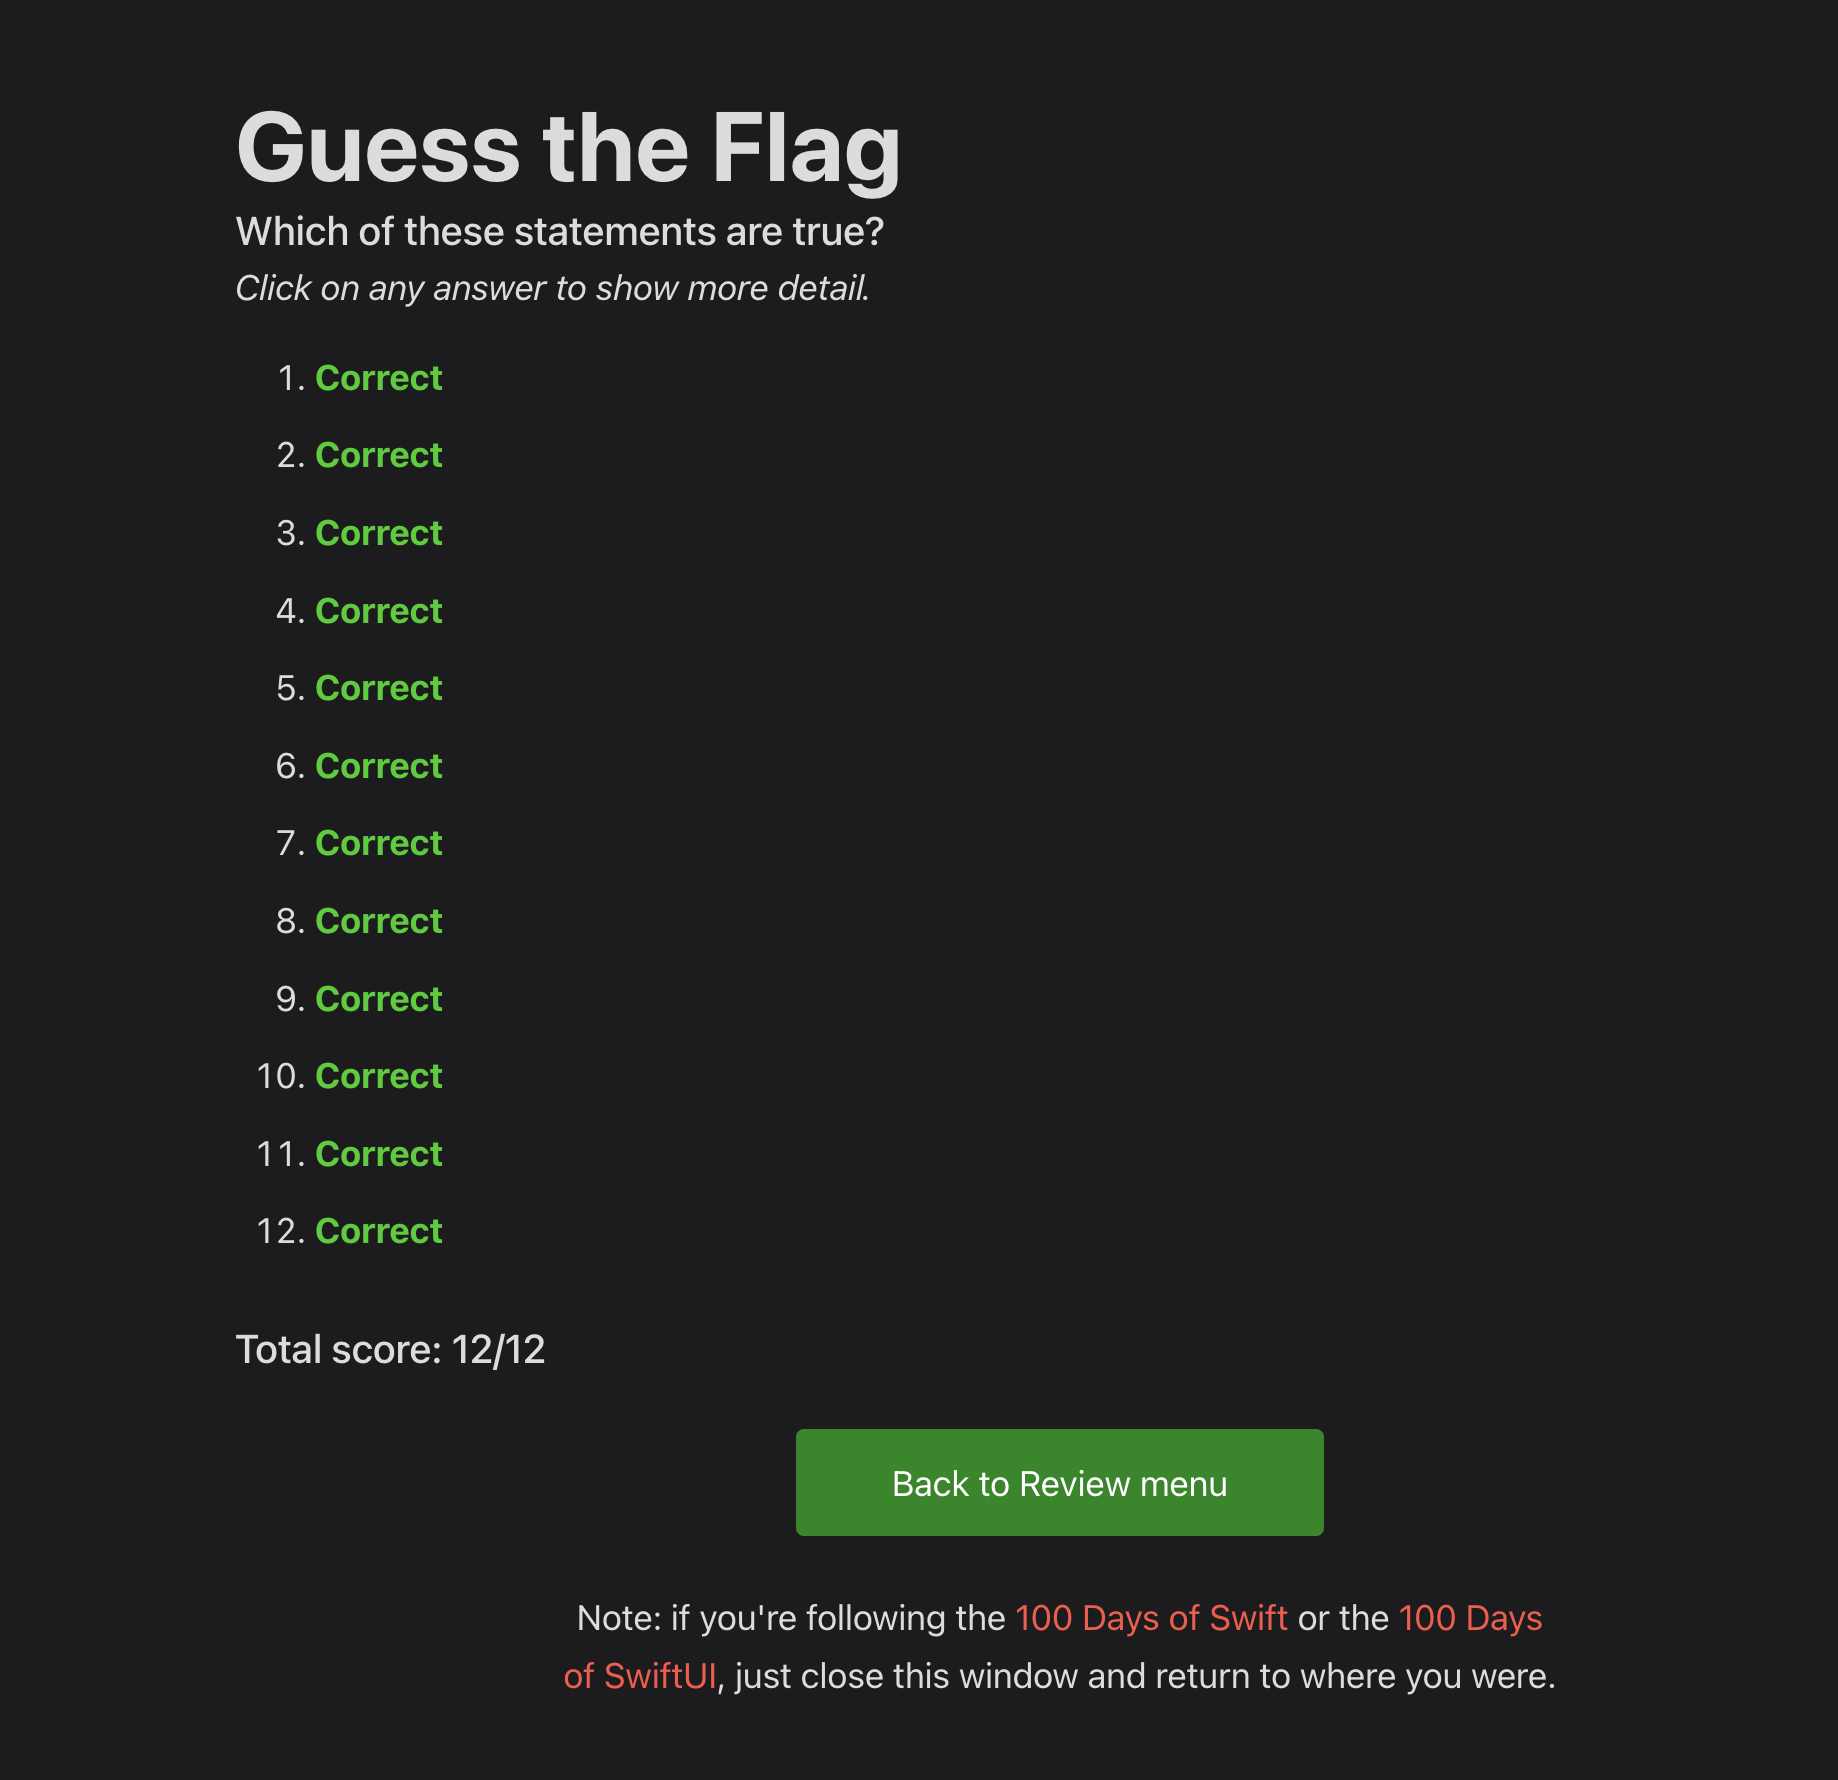 Guess the Flag
Which of these statements are true?
Click on any answer to show more detail.
1. Correct
2. Correct
3. Correct
4. Correct
5. Correct
6. Correct
7. Correct
8. Correct
9. Correct
10. Correct
11. Correct
12. Correct
Total score: 12/12
Back to Review menu
Note: if you're following the 100 Days of Swift or the 100 Days
of SwiftUI, just close this window and return to where you were.